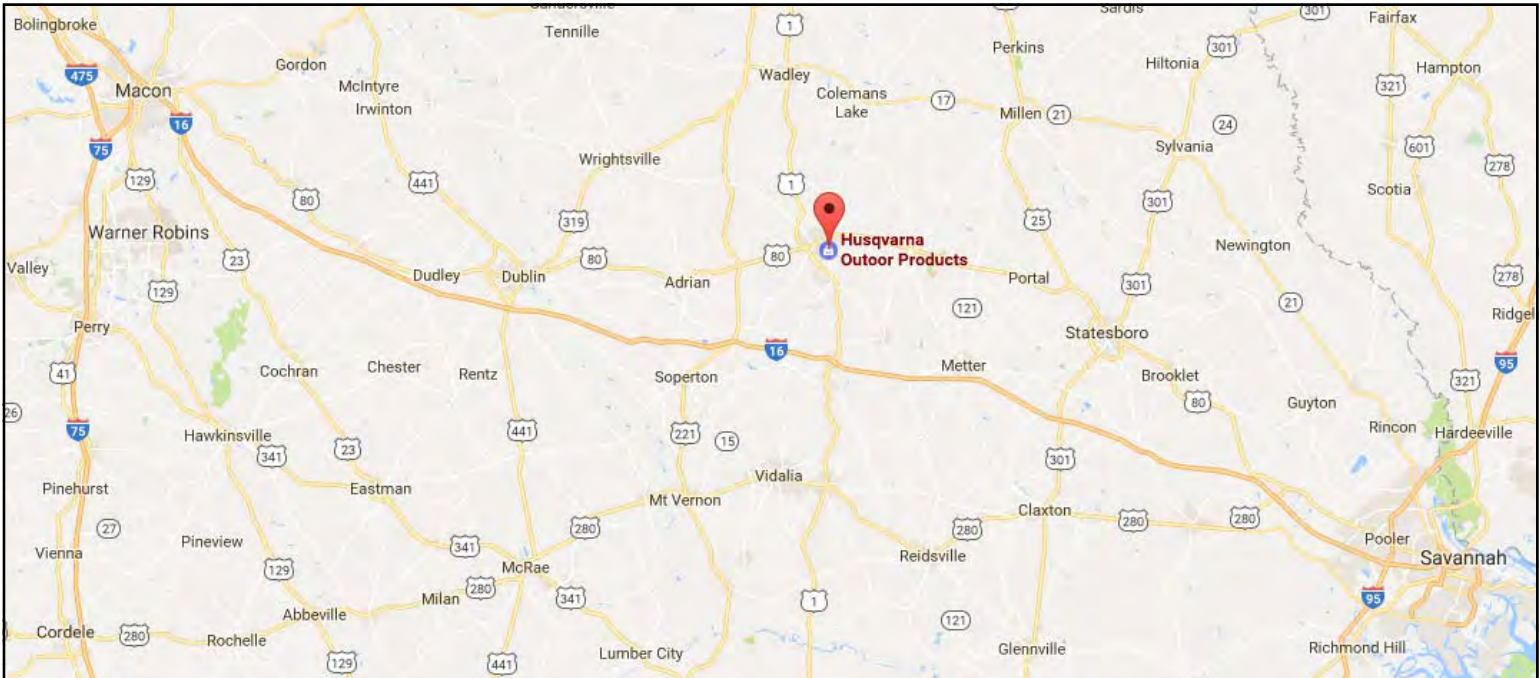 Sandersville
Sardis
301
Fairfax
Bolingbroke
1
Tennille
Perkins
301
Hiltonia
Hampton
475
Gordon
Wadley
321
Macon
McIntyre
Irwinton
Colemans
Lake
17
Millen
21
24
16
75
Wrightsville
Sylvania
601
278
129
441
1
Scotia
80
319
25
301
Warner Robins
Husqvarna
Outoor Products
Newington
Valley
23
Dudley
Dublin
80
Adrian
80
Portal
301
278
129
121
21
Ridgel
Perry
Statesboro
16
41
Cochran
Chester
Rentz
Soperton
Metter
Brooklet
95
321
26
80
Guyton
75
Hawkinsville
441
221
15
Rincon
Hardeeville
341
23
301
Pinehurst
Eastman
Vidalia
Mt Vernon
Claxton
27
280
280
280
280
Vienna
Pineview
341
Reidsville
Pooler
Savannah
129
McRae
280
341
Milan
1
95
Abbeville
121
Cordele
280
Rochelle
129
441
Lumber City
Glennville
Richmond Hill